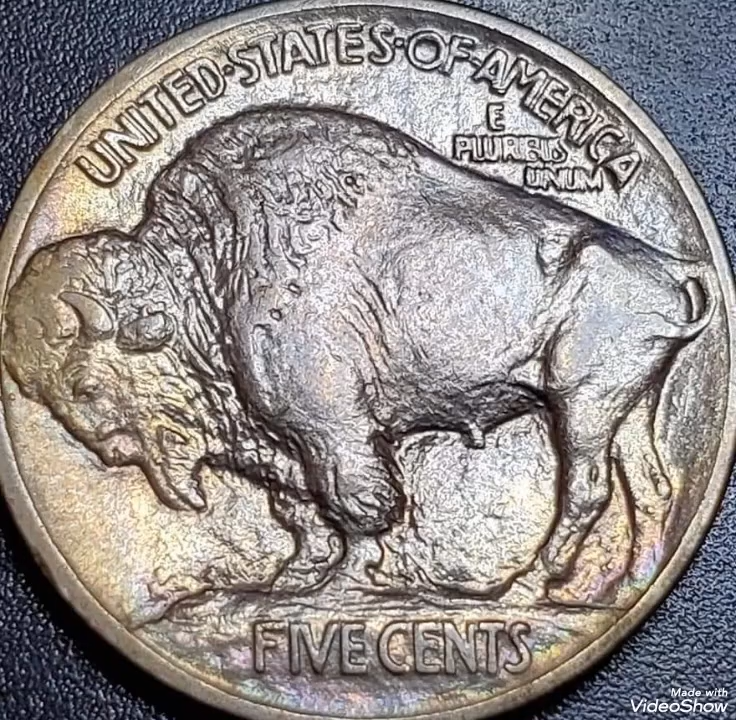 UNITED·STATES·OF·AMERICA
E
PLURIBUS
UNUM
FIVE CENTS
Made with
VideoShow